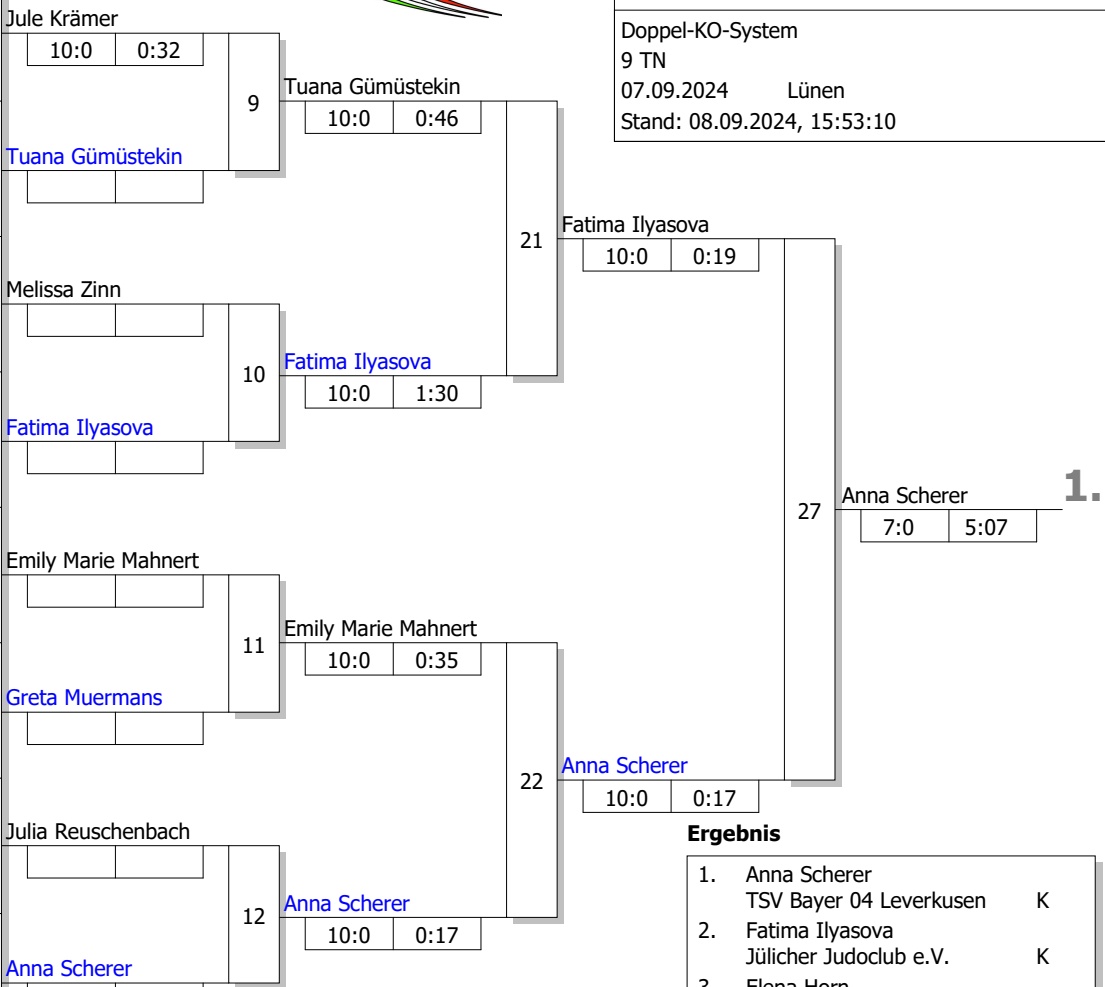 Jule Krämer
10:0 0:32
9
Tuana Gümüstekin
10:0 0:46
Tuana Gümüstekin
Doppel-KO-System
9 TN
07.09.2024 Lünen
Stand: 08.09.2024, 15:53:10
21
Fatima Ilyasova
10:0 0:19
Melissa Zinn
10
Fatima Ilyasova
10:0 1:30
Fatima Ilyasova
27
Anna Scherer
7:0 5:07
1.
Emily Marie Mahnert
11
Emily Marie Mahnert
10:0 0:35
Greta Muermans
22
Anna Scherer
10:0 0:17
Julia Reuschenbach
12
Anna Scherer
10:0 0:17
Anna Scherer
Ergebnis
1. Anna Scherer
TSV Bayer 04 Leverkusen K
2. Fatima Ilyasova
Jülicher Judoclub e.V. K
3. Elena Horn